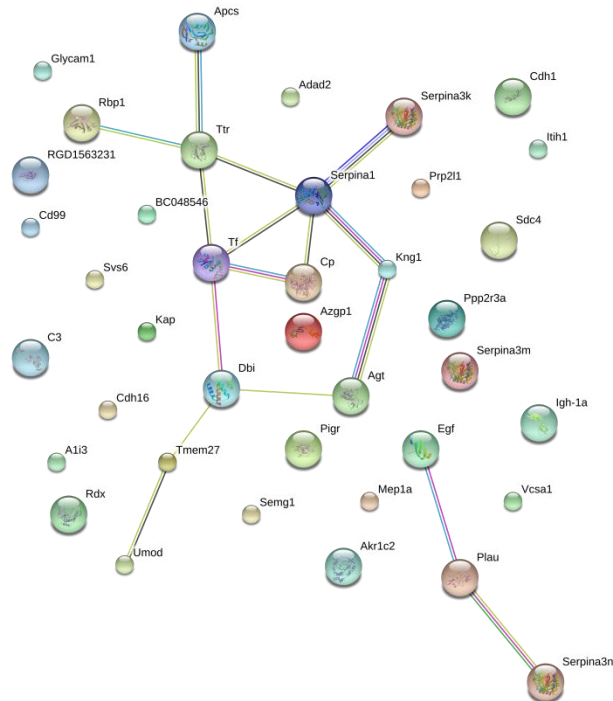 Apcs
Glycam1
Adad2
Serpina3k
Cdh1
Rbp1
Ttr
Itih1
RGD1563231
Serpina1
Prp2l1
BC048546
Cd99
Sdc4
Tf
Kng1
Cp
Svs6
Azgp1
Ppp2r3a
Kap
C3
Serpina3m
Dbi
Agt
Cdh16
Igh-1a
Pigr
Egf
A1i3
Tmem27
Rdx
Semg1
Mep1a
Vcsa1
Umod
Akr1c2
Plau
Serpina3n